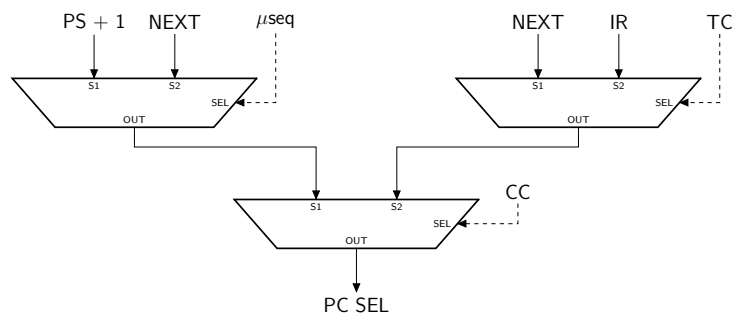 PS + 1 NEXT μseq NEXT IR TC
S1 S2 S1 S2
SEL SEL
OUT OUT
CC
S1 S2
SEL
OUT
PC SEL